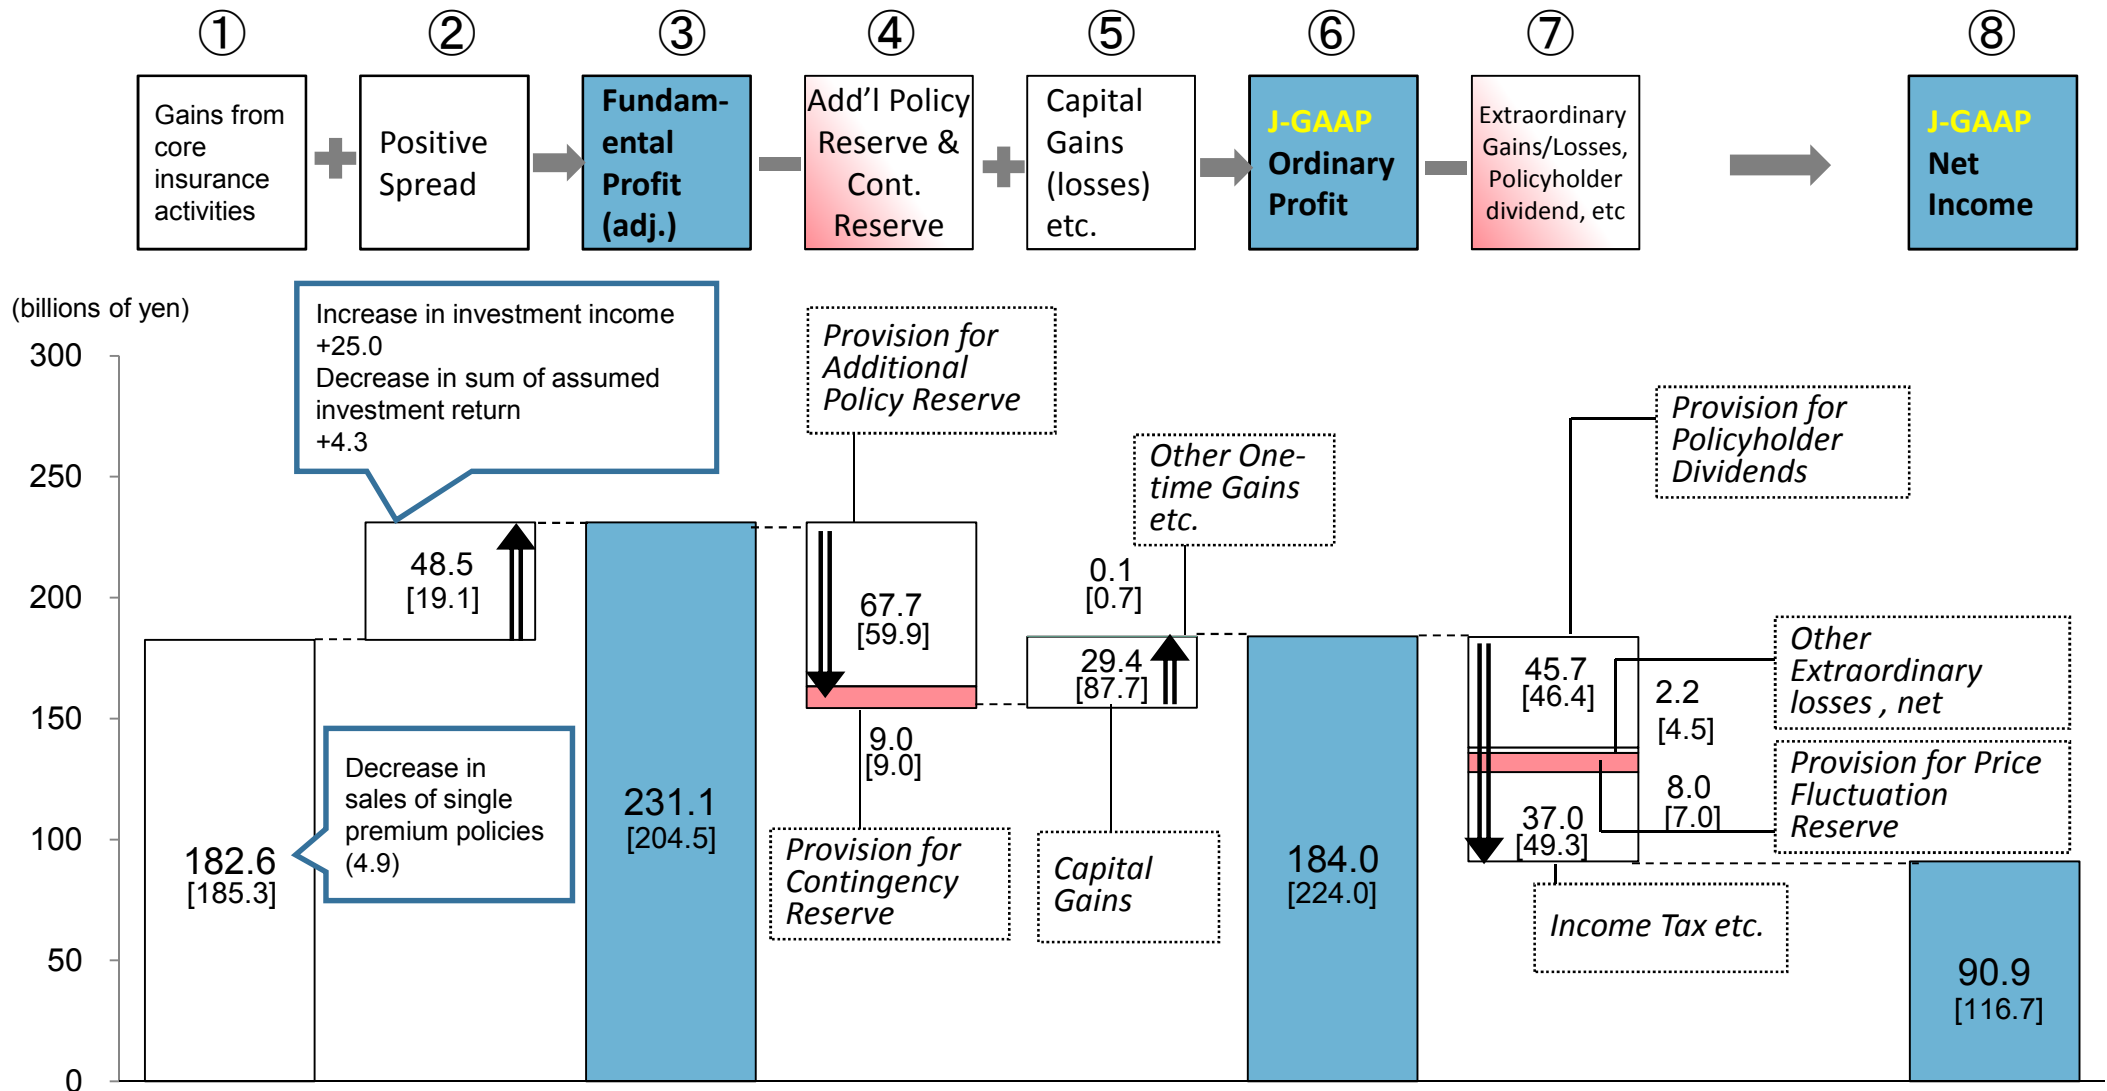 ①
②
③
④
⑤
⑥
⑦
⑧
Gains from
core
insurance
activities
Positive
Spread
Fundam-
ental
Profit
(adj.)
Add'l Policy
Reserve &
Cont.
Reserve
Capital
Gains
(losses)
etc.
J-GAAP
Ordinary
Profit
Extraordinary
Gains/Losses,
Policyholder
dividend, etc
J-GAAP
Net
Income
(billions of yen)
300
250
200
150
100
50
0
Increase in investment income
+25.0
Decrease in sum of assumed
investment return
+4.3
Decrease in
sales of single
premium policies
(4.9)
182.6
[185.3]
48.5
[19.1]
231.1
[204.5]
Provision for
Additional
Policy Reserve
67.7
[59.9]
9.0
[9.0]
Provision for
Contingency
Reserve
Other One-
time Gains
etc.
0.1
[0.7]
29.4
[87.7]
Capital
Gains
184.0
[224.0]
Provision for
Policyholder
Dividends
45.7
[46.4]
Other
Extraordinary
losses , net
2.2
[4.5]
Provision for Price
Fluctuation
Reserve
8.0
[7.0]
37.0
[49.3]
Income Tax etc.
90.9
[116.7]